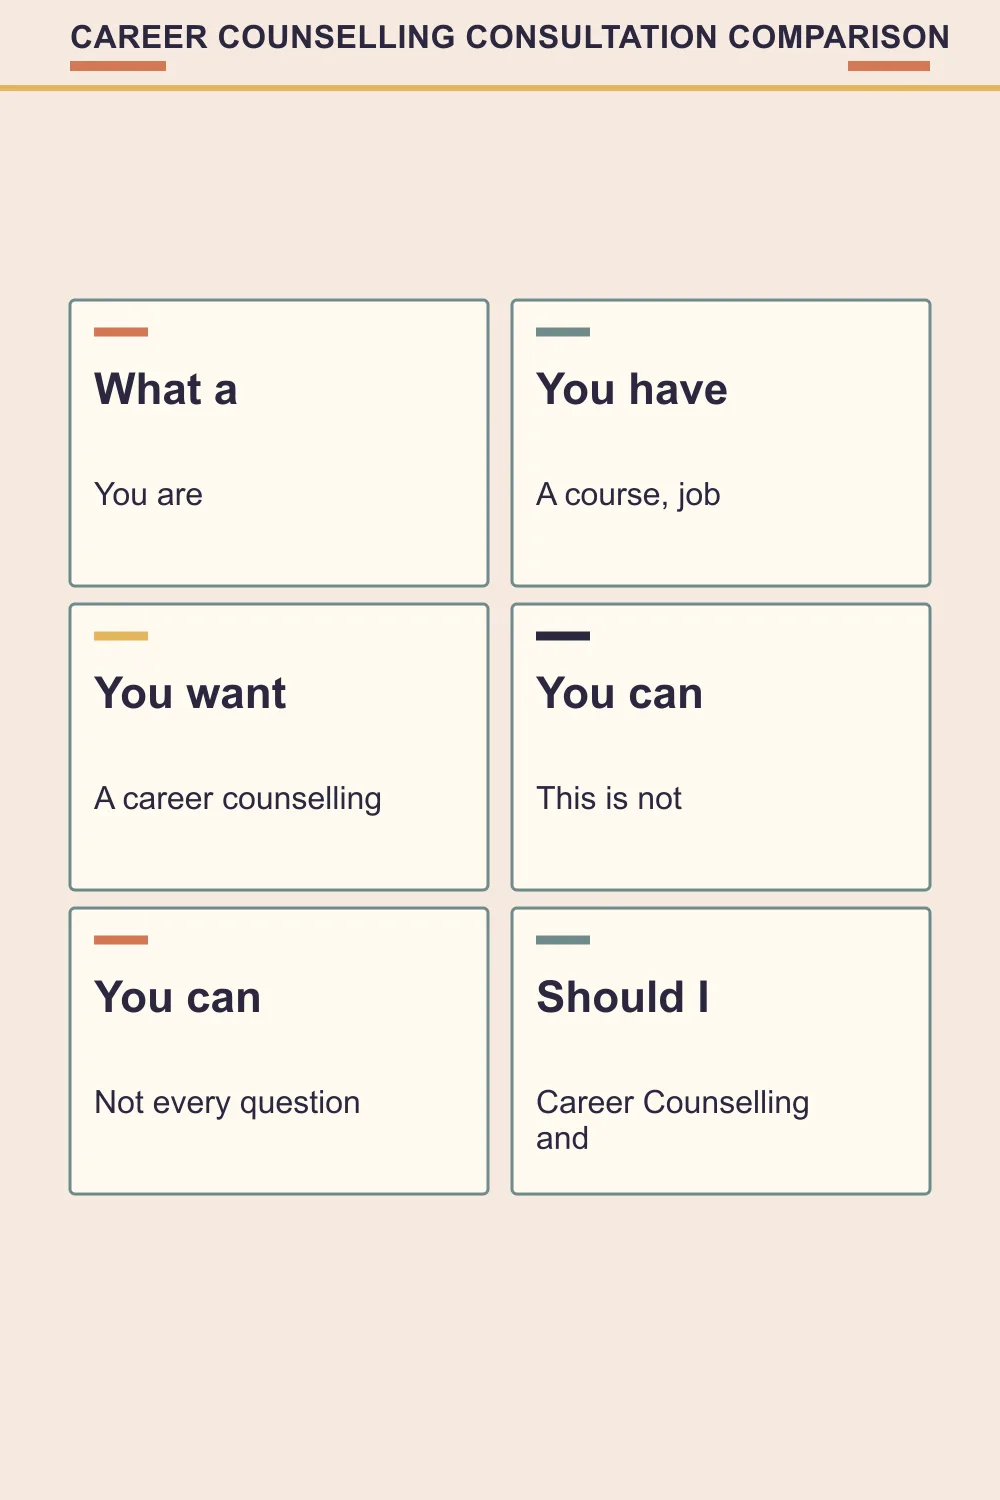 CAREER COUNSELLING CONSULTATION COMPARISON
What a
You are
You have
A course, job
You want
A career counselling
You can
This is not
You can
Not every question
Should I
Career Counselling
and